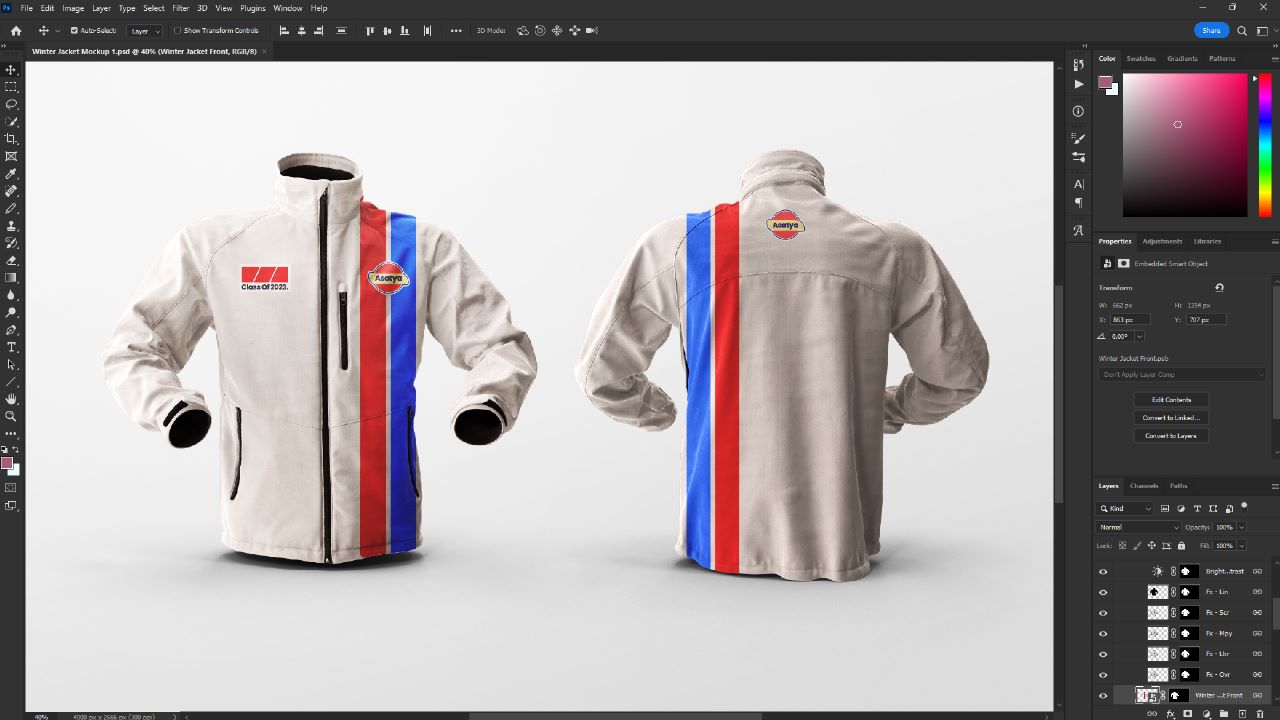 Ps File Edit Image Layer Type Select Filter 3D View Plugins Window Help
Auto-Select: Layer Show Transform Controls 3D Mode: Share
Winter Jacket Mockup 1.psd @ 40% (Winter Jacket Front, RGB/8) ×
Color Swatches Gradients Patterns
Asatya
Class Of 2023.
Asatya
Properties Adjustments Libraries
Embedded Smart Object
Transform
W: 662 px H: 1354 px
X: 863 px Y: 707 px
0,00°
Winter Jacket Front.psb
Don't Apply Layer Comp
Edit Contents
Convert to Linked...
Convert to Layers
Layers Channels Paths
Kind
Normal Opacity: 100%
Lock: Fill: 100%
Bright...trast
Fx - Lin
Fx - Scr
Fx - Mpy
Fx - Lbr
Fx - Ovr
Winter ...t Front
40% 4000 px x 2666 px (300 ppi)